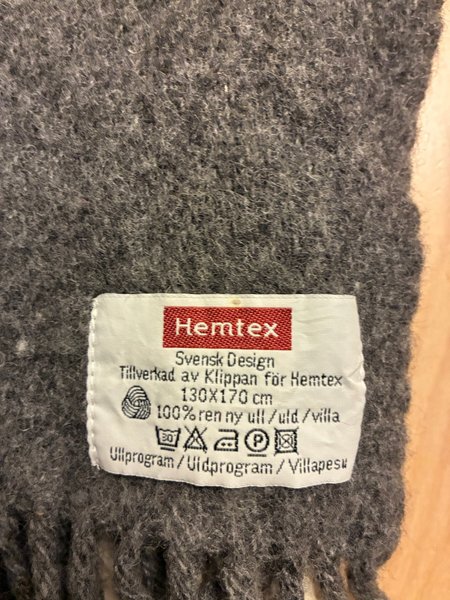 Hemtex
Svensk Design
Tillverkad av Klippan för Hemtex
130X170 cm
100% ren ny ull / uld / villa
Ullprogram / Uldprogram / Villapesu